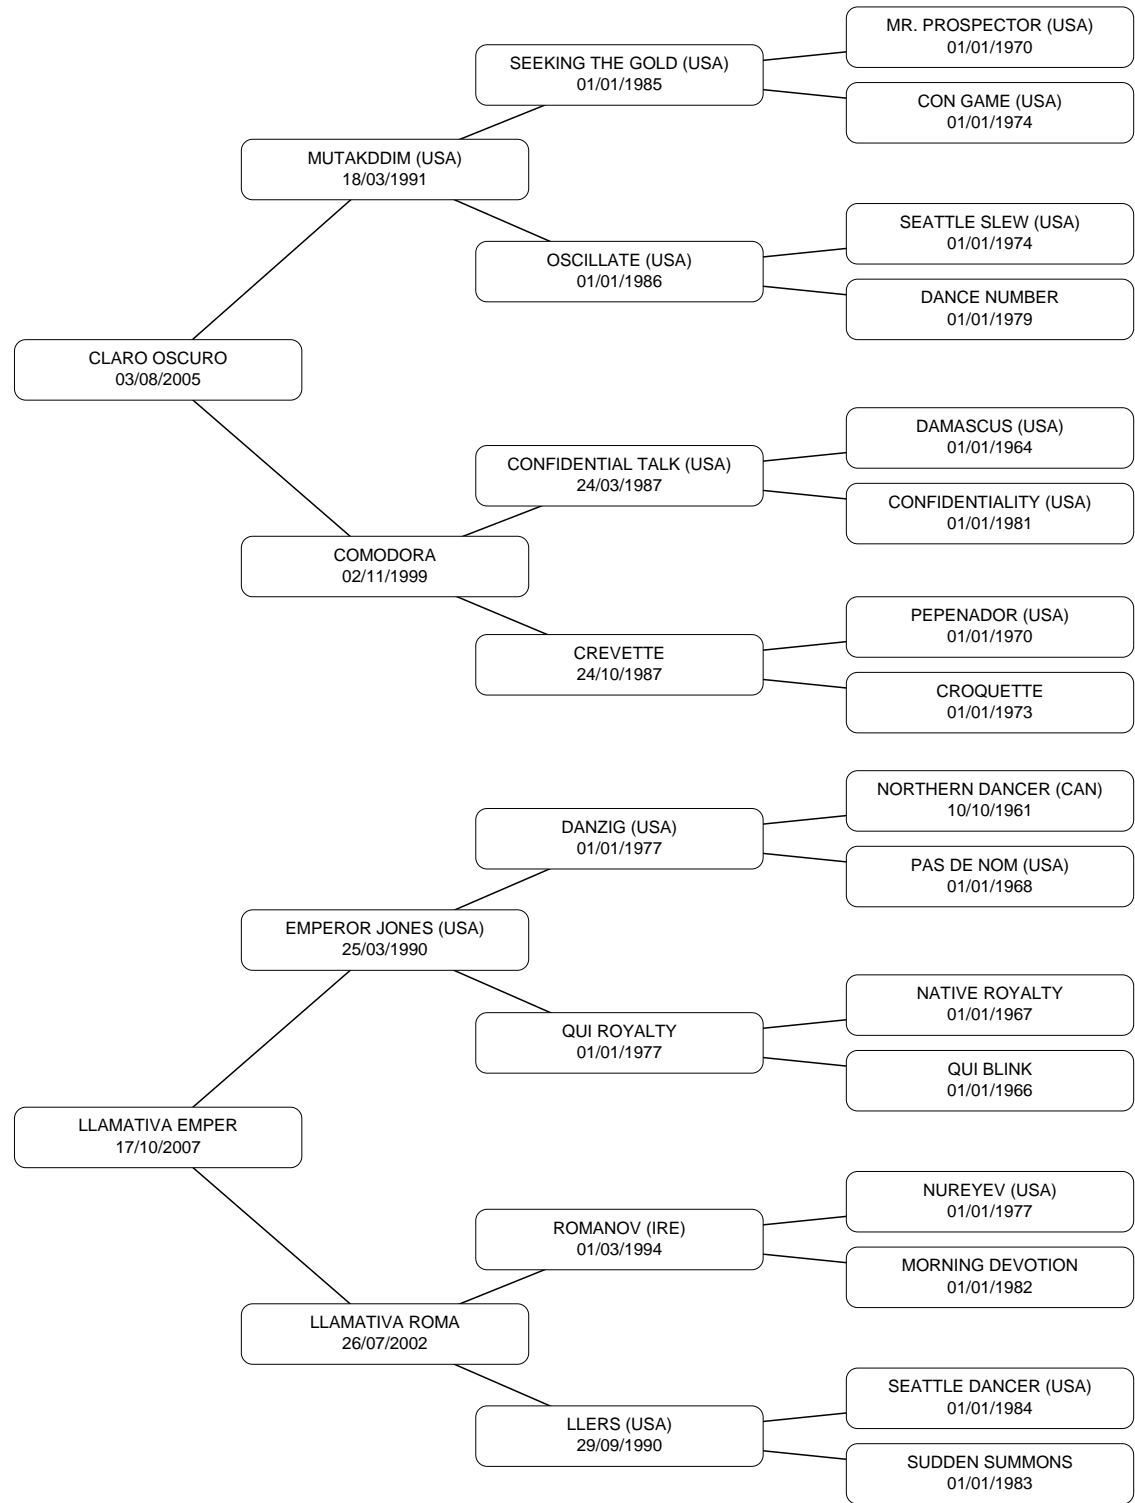 MR. PROSPECTOR (USA)
01/01/1970
SEEKING THE GOLD (USA)
01/01/1985
CON GAME (USA)
01/01/1974
MUTAKDDIM (USA)
18/03/1991
SEATTLE SLEW (USA)
01/01/1974
OSCILLATE (USA)
01/01/1986
DANCE NUMBER
01/01/1979
CLARO OSCURO
03/08/2005
DAMASCUS (USA)
01/01/1964
CONFIDENTIAL TALK (USA)
24/03/1987
CONFIDENTIALITY (USA)
01/01/1981
COMODORA
02/11/1999
PEPENADOR (USA)
01/01/1970
CREVETTE
24/10/1987
CROQUETTE
01/01/1973
NORTHERN DANCER (CAN)
10/10/1961
DANZIG (USA)
01/01/1977
PAS DE NOM (USA)
01/01/1968
EMPEROR JONES (USA)
25/03/1990
NATIVE ROYALTY
01/01/1967
QUI ROYALTY
01/01/1977
QUI BLINK
01/01/1966
LLAMATIVA EMPER
17/10/2007
NUREYEV (USA)
01/01/1977
ROMANOV (IRE)
01/03/1994
MORNING DEVOTION
01/01/1982
LLAMATIVA ROMA
26/07/2002
SEATTLE DANCER (USA)
01/01/1984
LLERS (USA)
29/09/1990
SUDDEN SUMMONS
01/01/1983